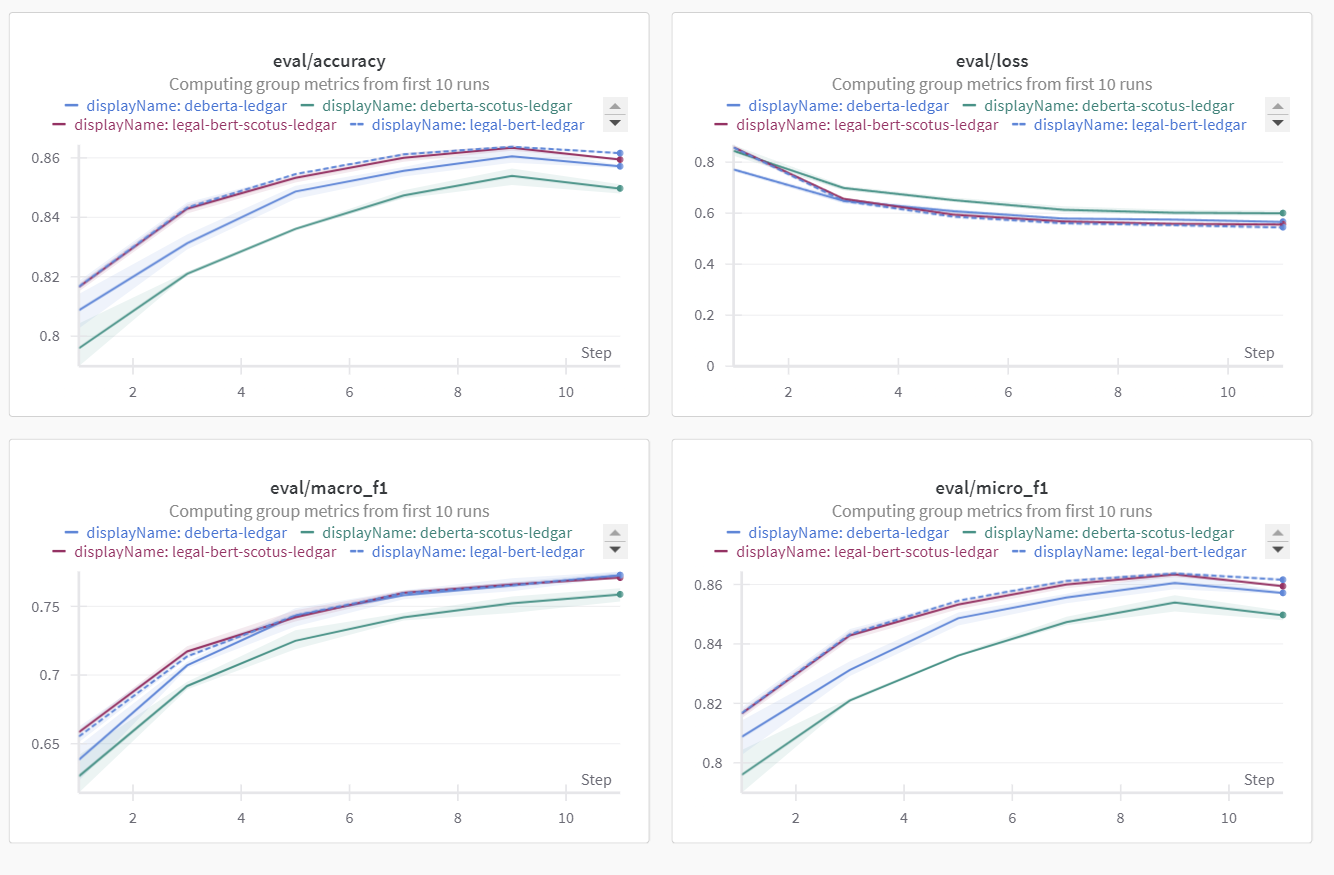 eval/accuracy
Computing group metrics from first 10 runs
displayName: deberta-ledgar displayName: deberta-scotus-ledgar
displayName: legal-bert-scotus-ledgar displayName: legal-bert-ledgar
0.86
0.84
0.82
0.8
Step
2 4 6 8 10
eval/loss
Computing group metrics from first 10 runs
displayName: deberta-ledgar displayName: deberta-scotus-ledgar
displayName: legal-bert-scotus-ledgar displayName: legal-bert-ledgar
0.8
0.6
0.4
0.2
0
Step
2 4 6 8 10
eval/macro_f1
Computing group metrics from first 10 runs
displayName: deberta-ledgar displayName: deberta-scotus-ledgar
displayName: legal-bert-scotus-ledgar displayName: legal-bert-ledgar
0.75
0.7
0.65
Step
2 4 6 8 10
eval/micro_f1
Computing group metrics from first 10 runs
displayName: deberta-ledgar displayName: deberta-scotus-ledgar
displayName: legal-bert-scotus-ledgar displayName: legal-bert-ledgar
0.86
0.84
0.82
0.8
Step
2 4 6 8 10